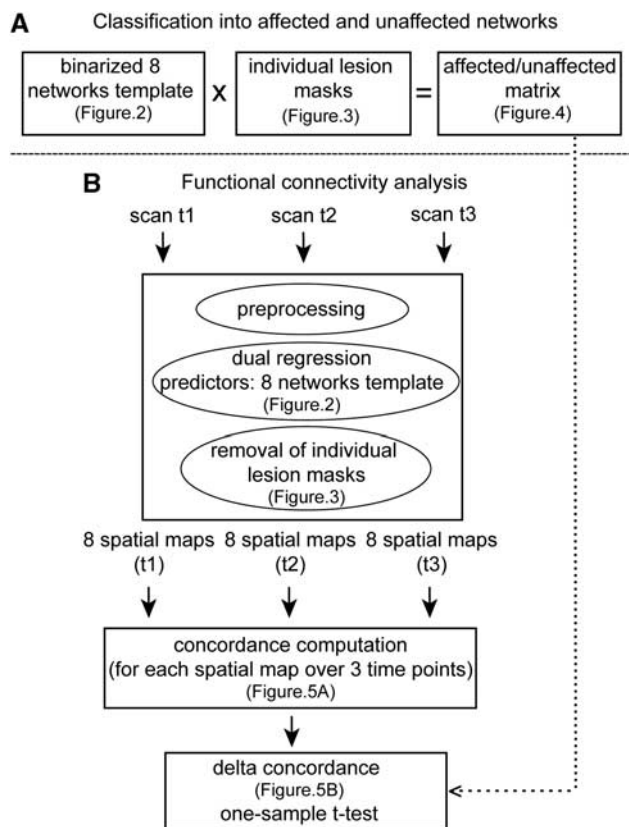 A Classification into affected and unaffected networks
binarized 8
networks template
(Figure.2)
x
individual lesion
masks
(Figure.3)
=
affected/unaffected
matrix
(Figure.4)
B Functional connectivity analysis
scan t1 scan t2 scan t3
preprocessing
dual regression
predictors: 8 networks template
(Figure.2)
removal of individual
lesion masks
(Figure.3)
8 spatial maps 8 spatial maps 8 spatial maps
(t1) (t2) (t3)
concordance computation
(for each spatial map over 3 time points)
(Figure.5A)
delta concordance
(Figure.5B)
one-sample t-test